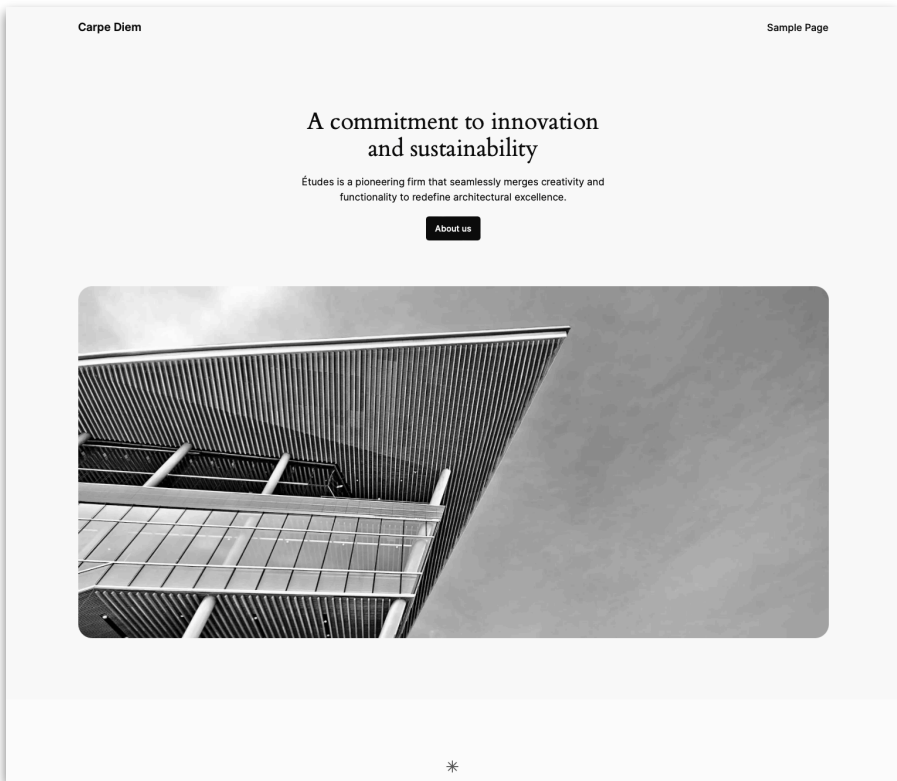 Carpe Diem
Sample Page
A commitment to innovation
and sustainability
Études is a pioneering firm that seamlessly merges creativity and
functionality to redefine architectural excellence.
About us